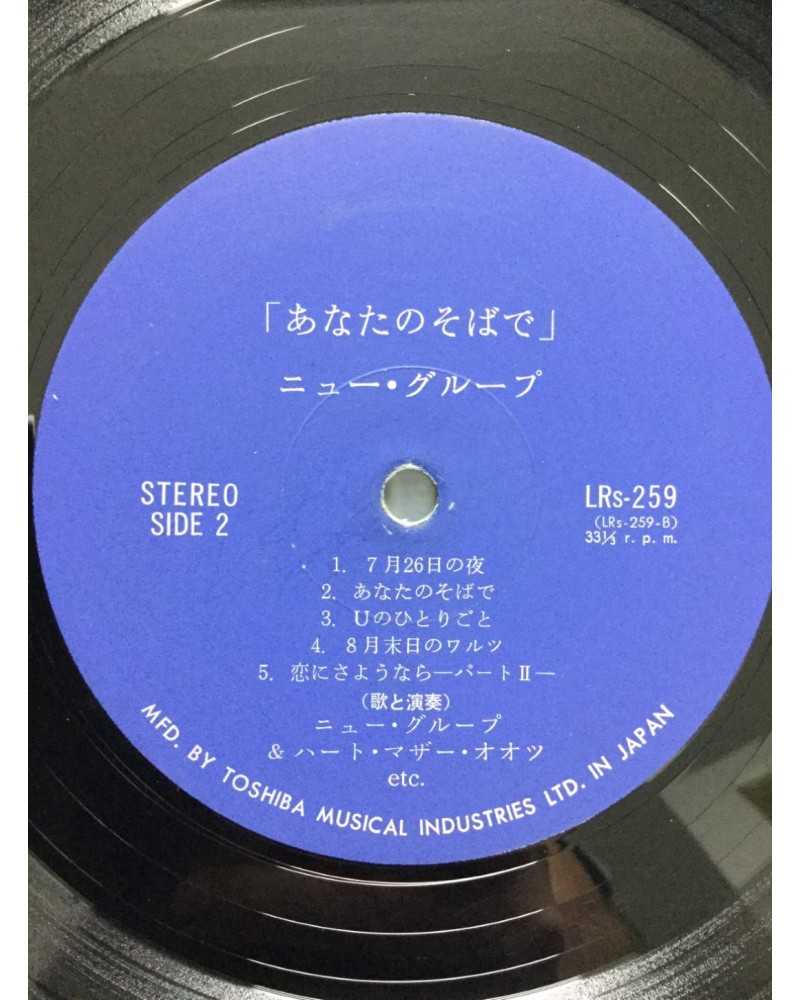 「あなたのそばで」
ニュー・グループ
STEREO
SIDE 2
LRs-259
(LRs-259-B)
33⅓ r. p. m.
1. 7月26日の夜
2. あなたのそばで
3. Uのひとりごと
4. 8月末日のワルツ
5. 恋にさようなら―パートⅡ―
(歌と演奏)
ニュー・グループ
& ハート・マザー・オオツ
etc.
MFD. BY TOSHIBA MUSICAL INDUSTRIES LTD. IN JAPAN